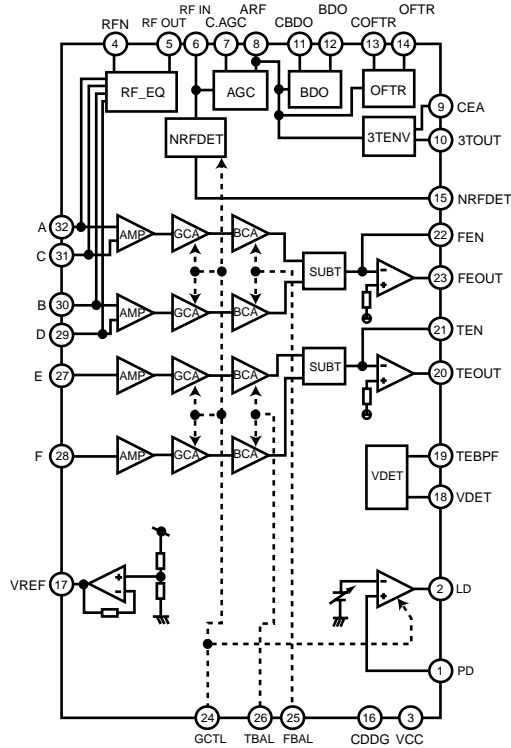 RFN RF OUT RF IN C.AGC ARF CBDO BDO COFTR OFTR
4 5 6 7 8 11 12 13 14
RF_EQ AGC BDO OFTR
9 CEA
NRFDET 3TENV 10 3TOUT
15 NRFDET
A 32 AMP GCA BCA 22 FEN
C 31 SUBT - + 23 FEOUT
B 30 AMP GCA BCA
D 29 21 TEN
E 27 AMP GCA BCA SUBT - + 20 TEOUT
F 28 AMP GCA BCA 19 TEBPF
VDET 18 VDET
VREF 17 + - - + 2 LD
1 PD
24 26 25 16 3
GCTL TBAL FBAL CDDG VCC